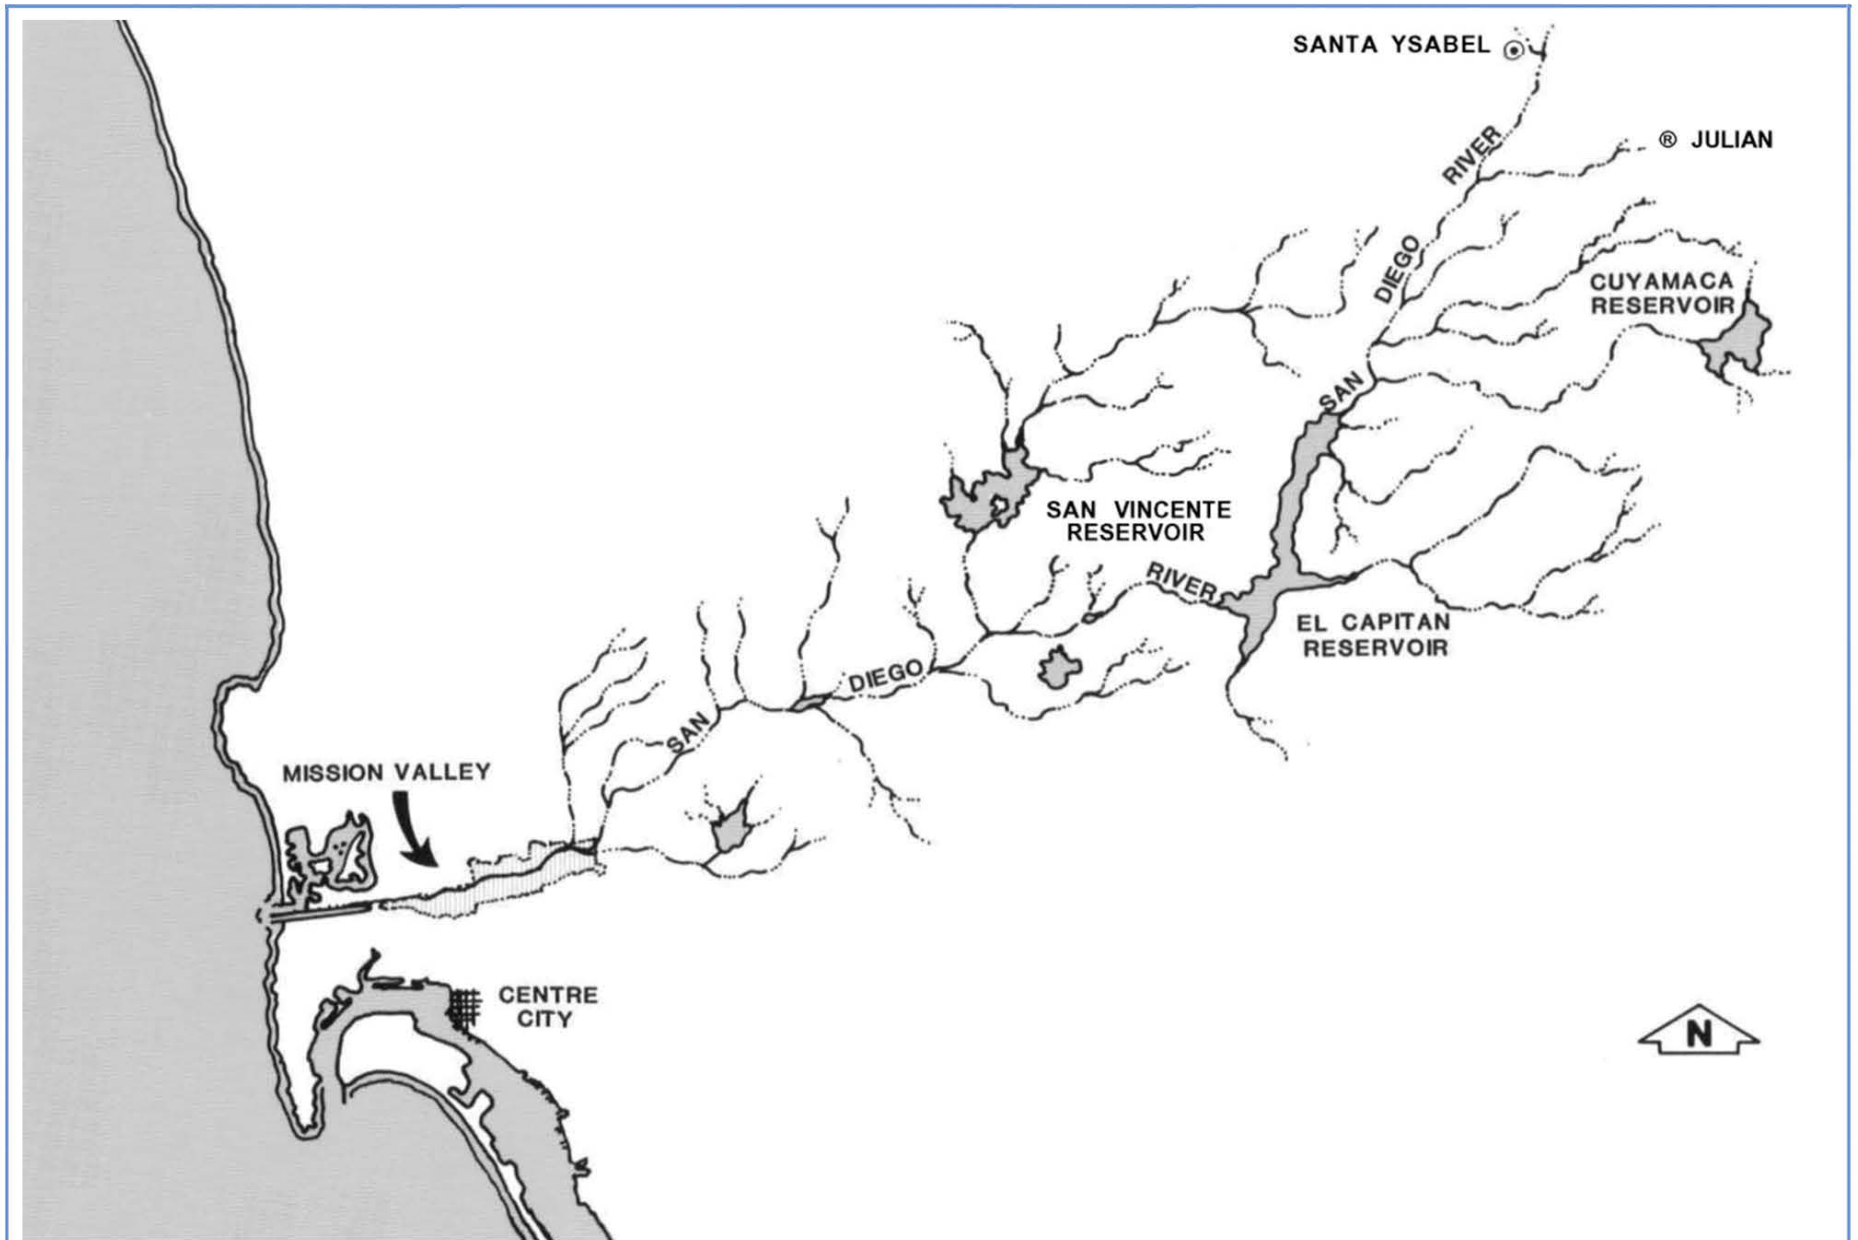 SANTA YSABEL
® JULIAN
RIVER
DIEGO
SAN
CUYAMACA
RESERVOIR
SAN VINCENTE
RESERVOIR
RIVER
EL CAPITAN
RESERVOIR
DIEGO
SAN
MISSION VALLEY
CENTRE
CITY
N